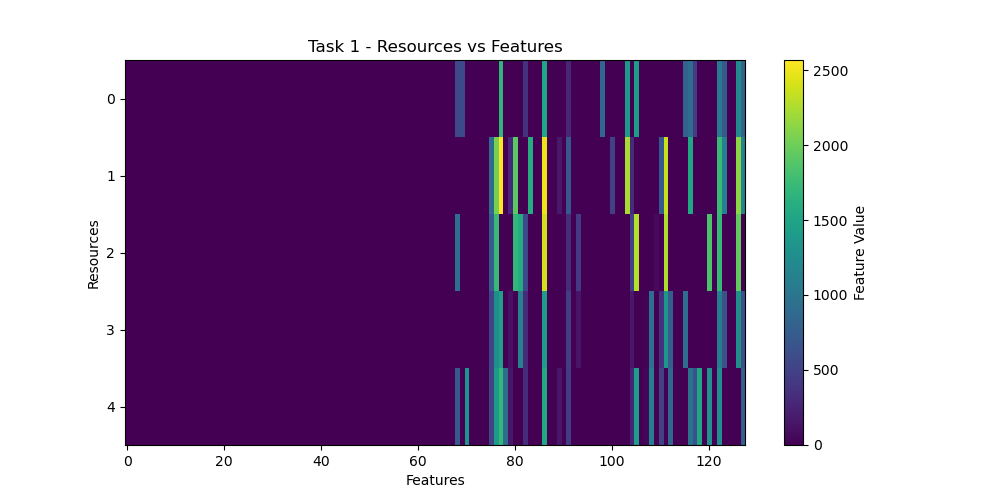 Task 1 - Resources vs Features
0
1
2
3
4
Resources
0 20 40 60 80 100 120
Features
2500
2000
1500
1000
500
0
Feature Value